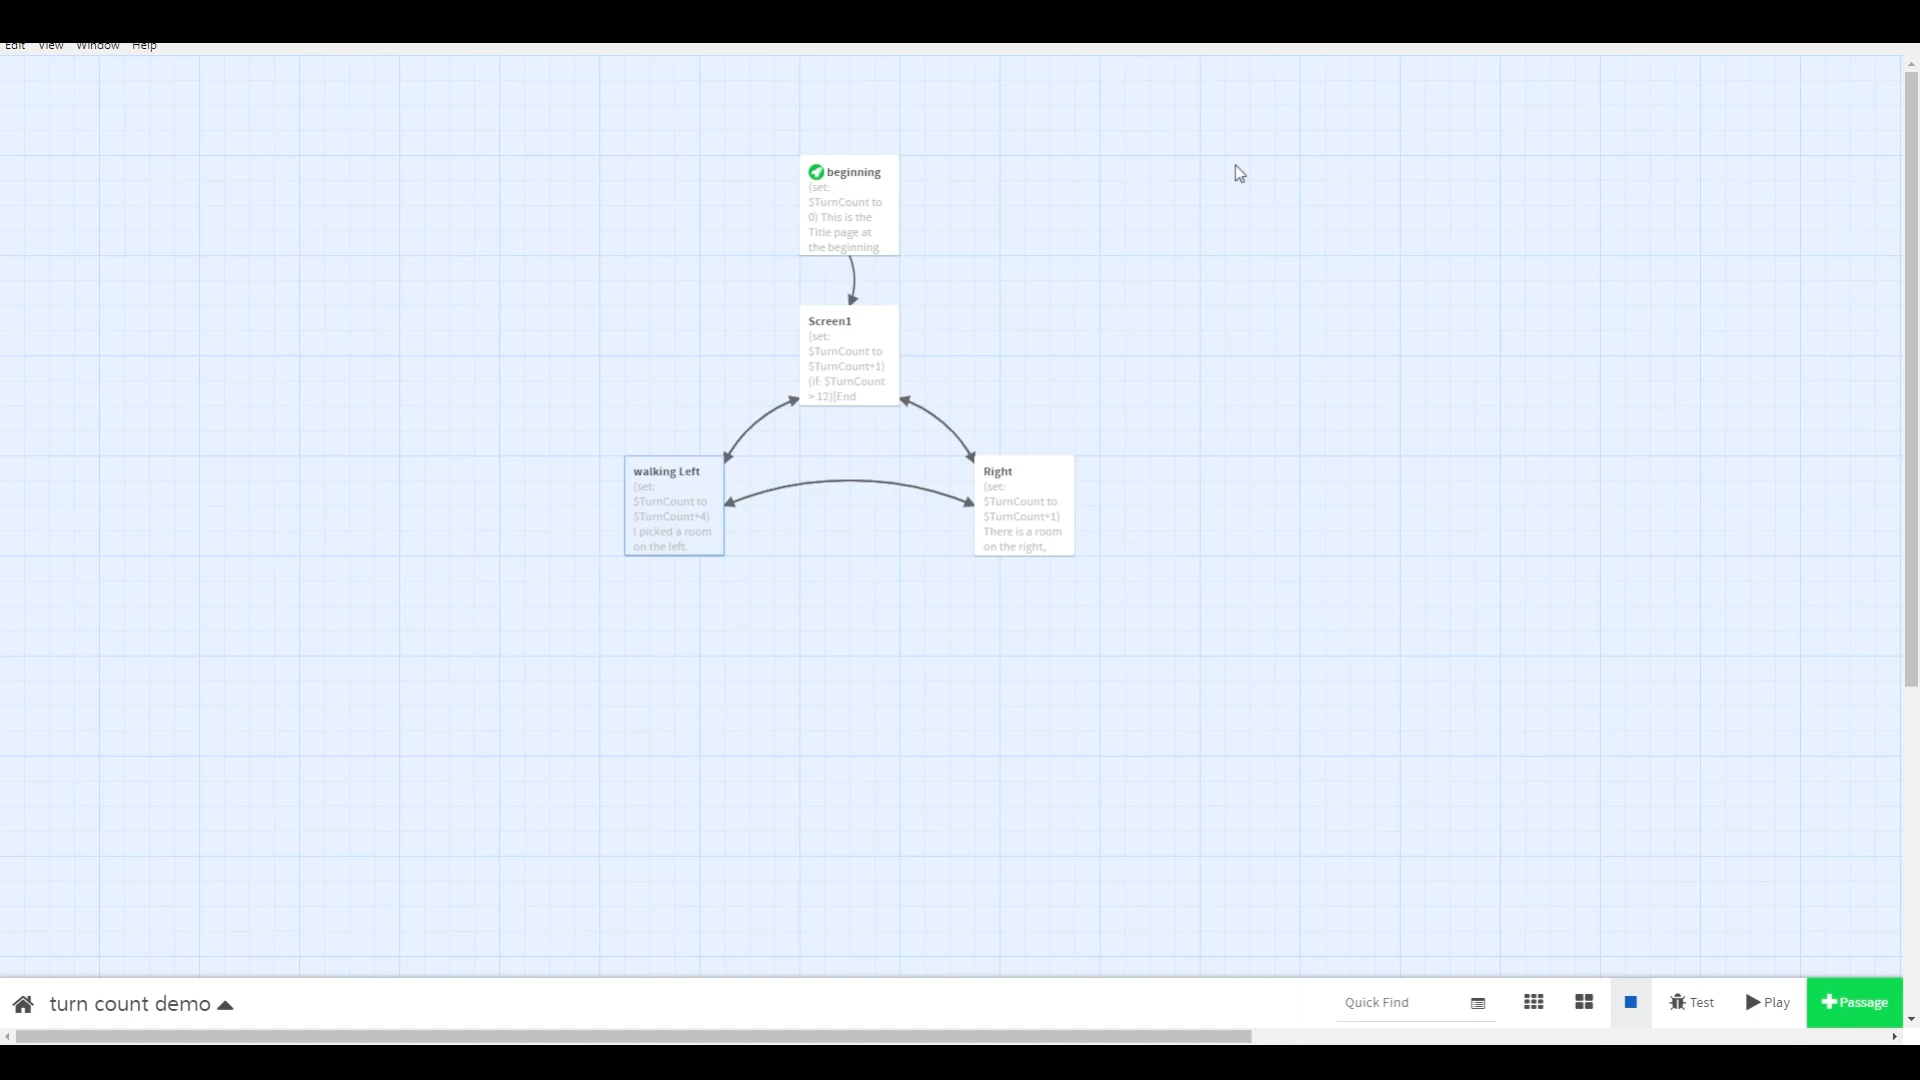 Edit View Window Help
beginning
(set:
$TurnCount to
0) This is the
Title page at
the beginning
Screen1
(set:
$TurnCount to
$TurnCount+1)
(if: $TurnCount
> 12)[End
walking Left
(set:
$TurnCount to
$TurnCount+4)
I picked a room
on the left.
Right
(set:
$TurnCount to
$TurnCount+1)
There is a room
on the right,
turn count demo
Quick Find
Test
Play
Passage